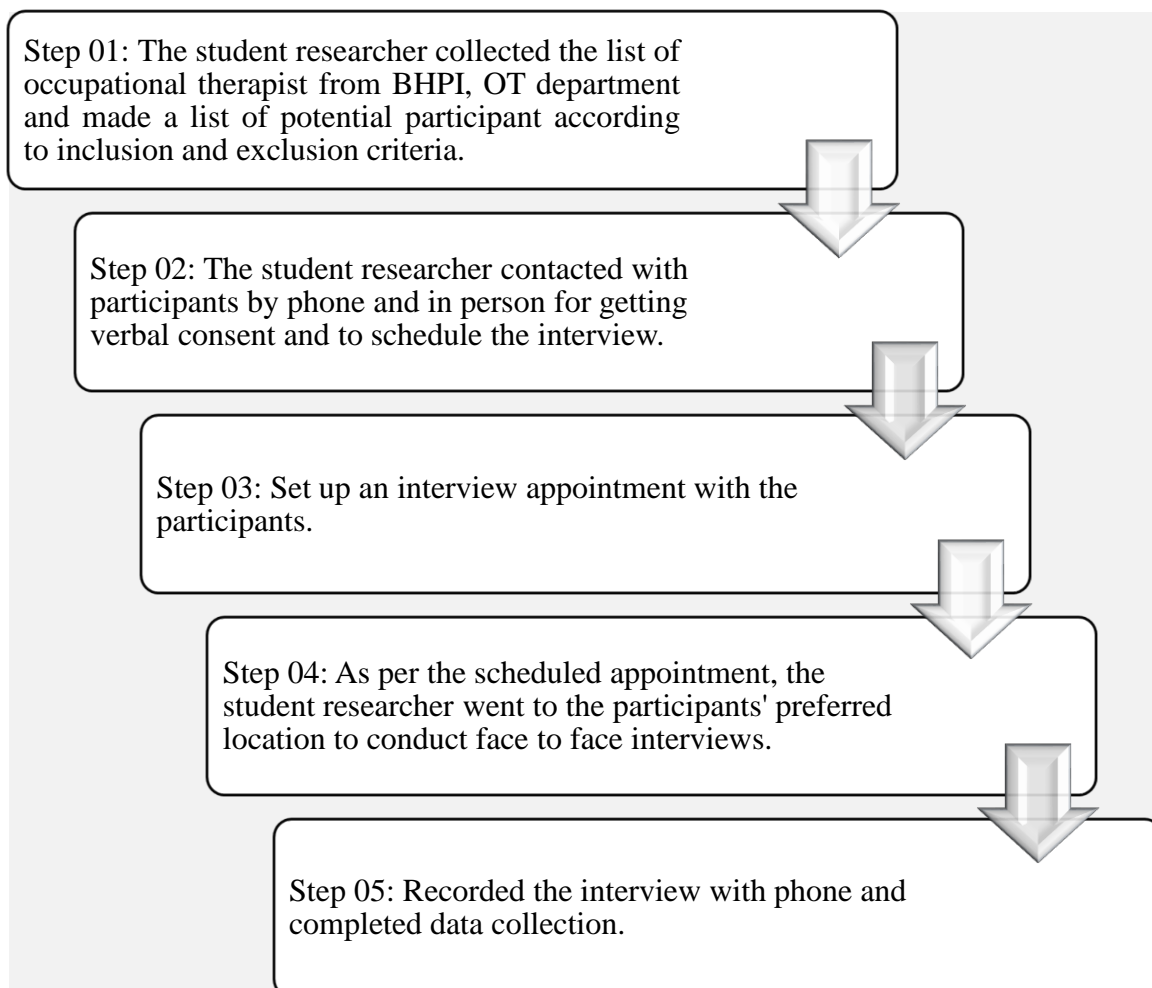 Step 01: The student researcher collected the list of
occupational therapist from BHPI, OT department
and made a list of potential participant according
to inclusion and exclusion criteria.
Step 02: The student researcher contacted with
participants by phone and in person for getting
verbal consent and to schedule the interview.
Step 03: Set up an interview appointment with the
participants.
Step 04: As per the scheduled appointment, the
student researcher went to the participants' preferred
location to conduct face to face interviews.
Step 05: Recorded the interview with phone and
completed data collection.